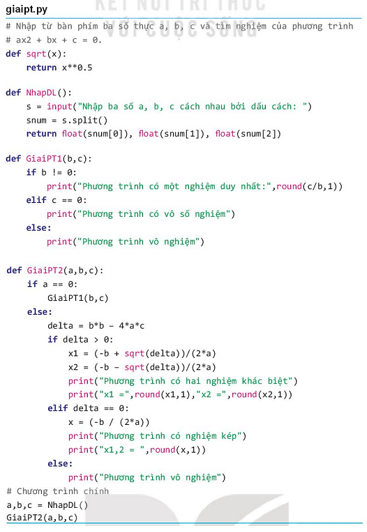 KẾT NỐI TRI THỨC
VỚI CUỘC SỐNG
giaipt.py
# Nhập từ bàn phím ba số thực a, b, c và tìm nghiệm của phương trình
# ax2 + bx + c = 0.
def sqrt(x):
    return x**0.5
def NhapDL():
    s = input("Nhập ba số a, b, c cách nhau bởi dấu cách: ")
    snum = s.split()
    return float(snum[0]), float(snum[1]), float(snum[2])
def GiaiPT1(b,c):
    if b != 0:
        print("Phương trình có một nghiệm duy nhất:",round(c/b,1))
    elif c == 0:
        print("Phương trình có vô số nghiệm")
    else:
        print("Phương trình vô nghiệm")
def GiaiPT2(a,b,c):
    if a == 0:
        GiaiPT1(b,c)
    else:
        delta = b*b – 4*a*c
        if delta > 0:
            x1 = (-b + sqrt(delta))/(2*a)
            x2 = (-b – sqrt(delta))/(2*a)
            print("Phương trình có hai nghiệm khác biệt")
            print("x1 =",round(x1,1),"x2 =",round(x2,1))
        elif delta == 0:
            x = (-b / (2*a))
            print("Phương trình có nghiệm kép")
            print("x1,2 = ",round(x,1))
        else:
            print("Phương trình vô nghiệm")
# Chương trình chính
a,b,c = NhapDL()
GiaiPT2(a,b,c)